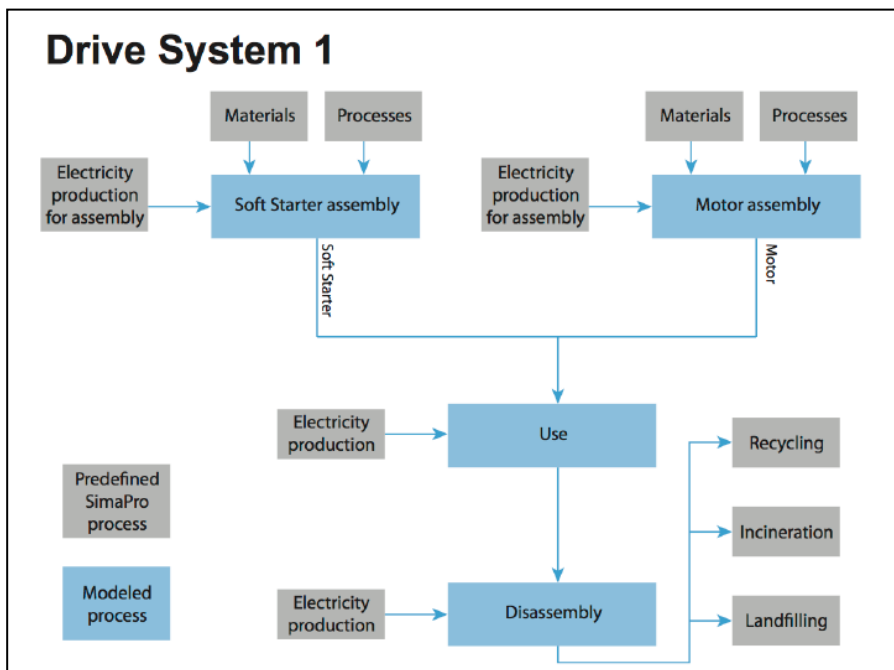 Drive System 1
Materials
Processes
Materials
Processes
Electricity
production
for assembly
Soft Starter assembly
Electricity
production
for assembly
Motor assembly
Soft Starter
Motor
Electricity
production
Use
Recycling
Predefined
SimaPro
process
Incineration
Modeled
process
Electricity
production
Disassembly
Landfilling